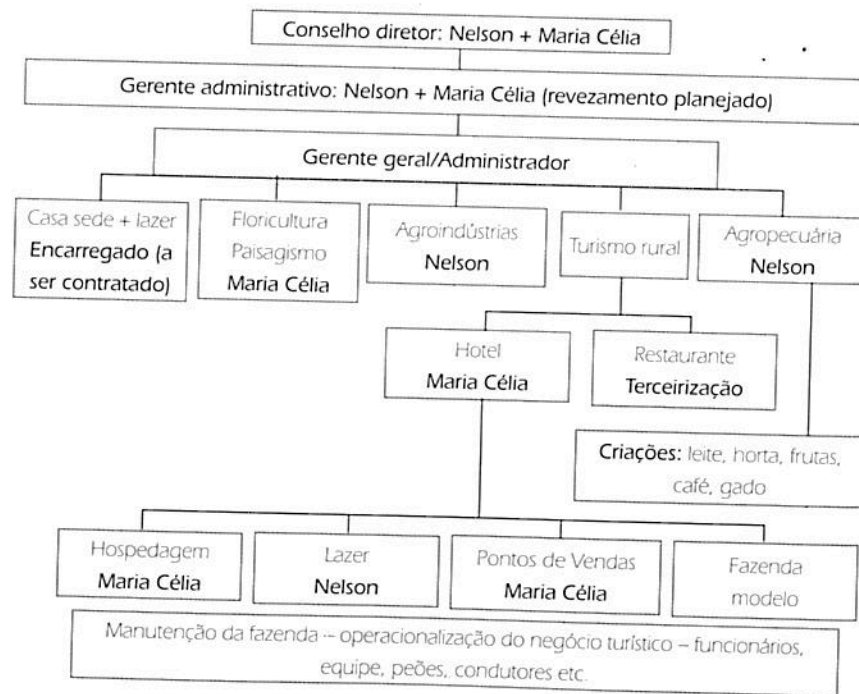 Conselho diretor: Nelson + Maria Célia
Gerente administrativo: Nelson + Maria Célia (revezamento planejado)
Gerente geral/Administrador
Casa sede + lazer
Encarregado (a
ser contratado)
Floricultura
Paisagismo
Maria Célia
Agroindústrias
Nelson
Turismo rural
Agropecuária
Nelson
Hotel
Maria Célia
Restaurante
Terceirização
Criações: leite, horta, frutas,
café, gado
Hospedagem
Maria Célia
Lazer
Nelson
Pontos de Vendas
Maria Célia
Fazenda
modelo
Manutenção da fazenda – operacionalização do negócio turístico – funcionários,
equipe, peões, condutores etc.